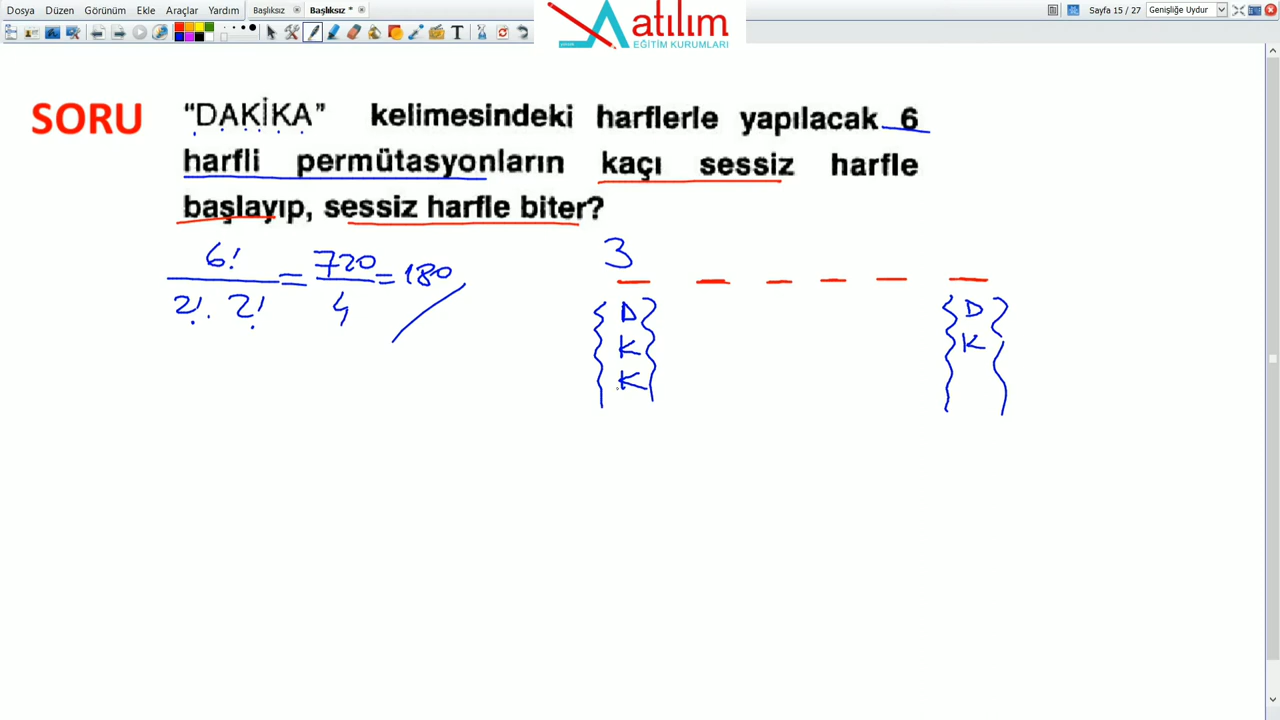 Dosya Düzen Görünüm Ekle Araçlar Yardım Başlıksız Başlıksız * Sayfa 15 / 27 Genişliğe Uydur
atılım
EĞİTİM KURUMLARI
SORU "DAKİKA" kelimesindeki harflerle yapılacak 6
harfli permütasyonların kaçı sessiz harfle
başlayıp, sessiz harfle biter?
6! / 2! . 2! = 720 / 4 = 180
3
D
K
K
D
K